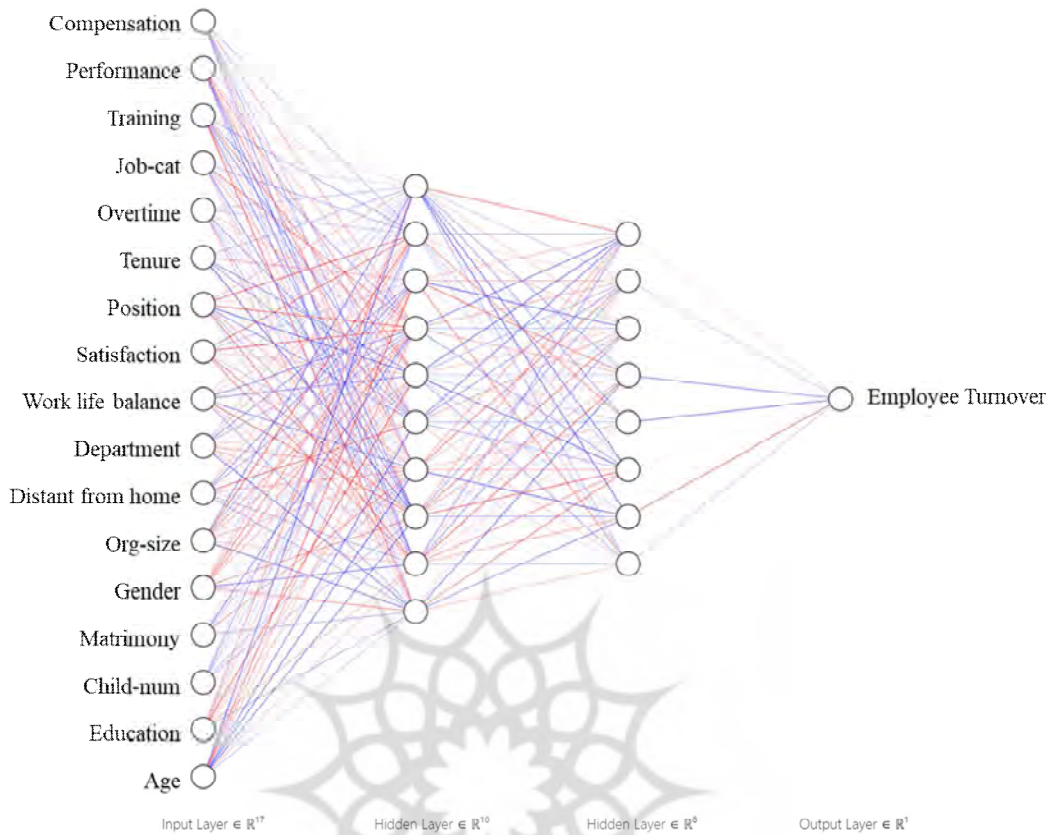 Compensation
Performance
Training
Job-cat
Overtime
Tenure
Position
Satisfaction
Work life balance
Department
Distant from home
Org-size
Gender
Matrimony
Child-num
Education
Age
Employee Turnover
Input Layer ∈ ℝ¹⁷
Hidden Layer ∈ ℝ¹⁰
Hidden Layer ∈ ℝ⁸
Output Layer ∈ ℝ¹